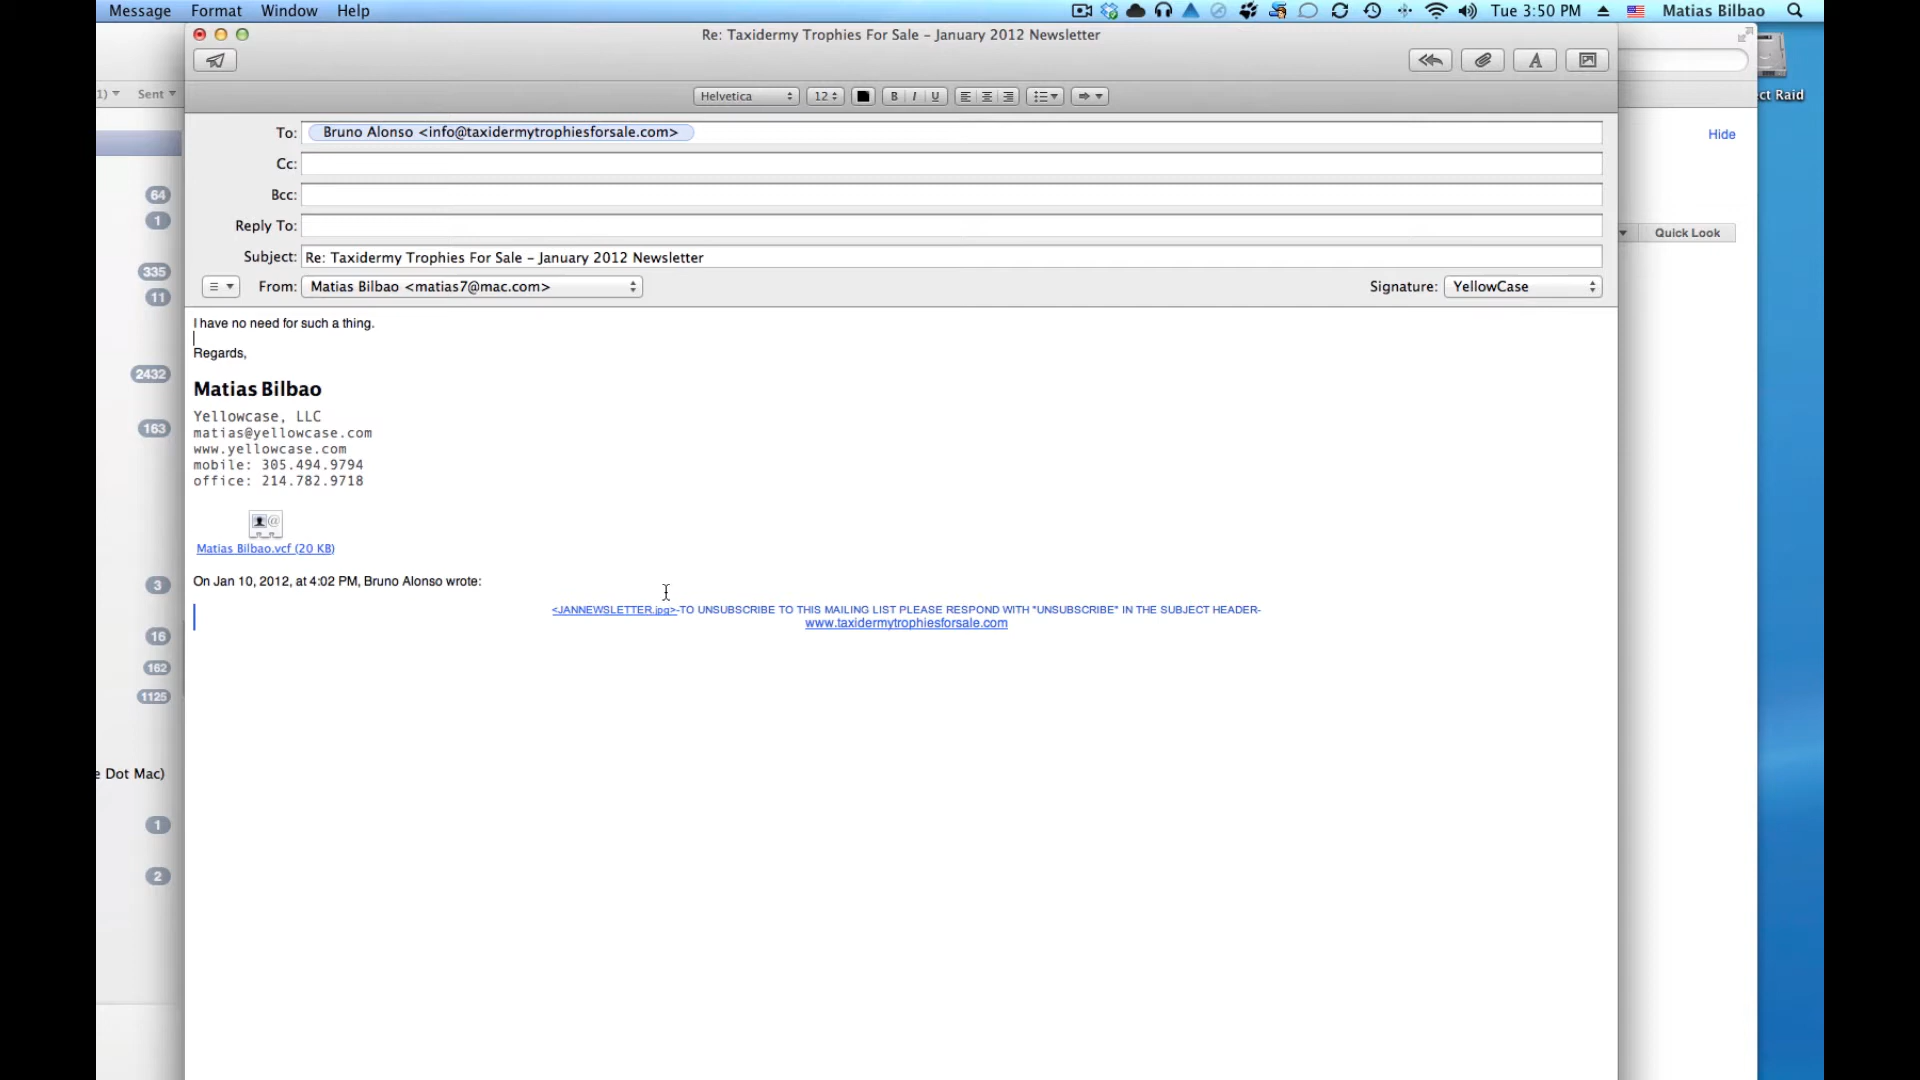 Message Format Window Help Tue 3:50 PM Matias Bilbao
Re: Taxidermy Trophies For Sale – January 2012 Newsletter
1) Sent
Helvetica 12 B I U
ct Raid
To: Bruno Alonso <info@taxidermytrophiesforsale.com>
Hide
Cc:
Bcc:
64
1
Reply To:
Quick Look
Subject: Re: Taxidermy Trophies For Sale – January 2012 Newsletter
335
From: Matias Bilbao <matias7@mac.com> Signature: YellowCase
11
I have no need for such a thing.
Regards,
2432
Matias Bilbao
Yellowcase, LLC
163
matias@yellowcase.com
www.yellowcase.com
mobile: 305.494.9794
office: 214.782.9718
Matias Bilbao.vcf (20 KB)
On Jan 10, 2012, at 4:02 PM, Bruno Alonso wrote:
3
<JANNEWSLETTER.jpg>-TO UNSUBSCRIBE TO THIS MAILING LIST PLEASE RESPOND WITH "UNSUBSCRIBE" IN THE SUBJECT HEADER-
www.taxidermytrophiesforsale.com
16
162
1125
e Dot Mac)
1
2